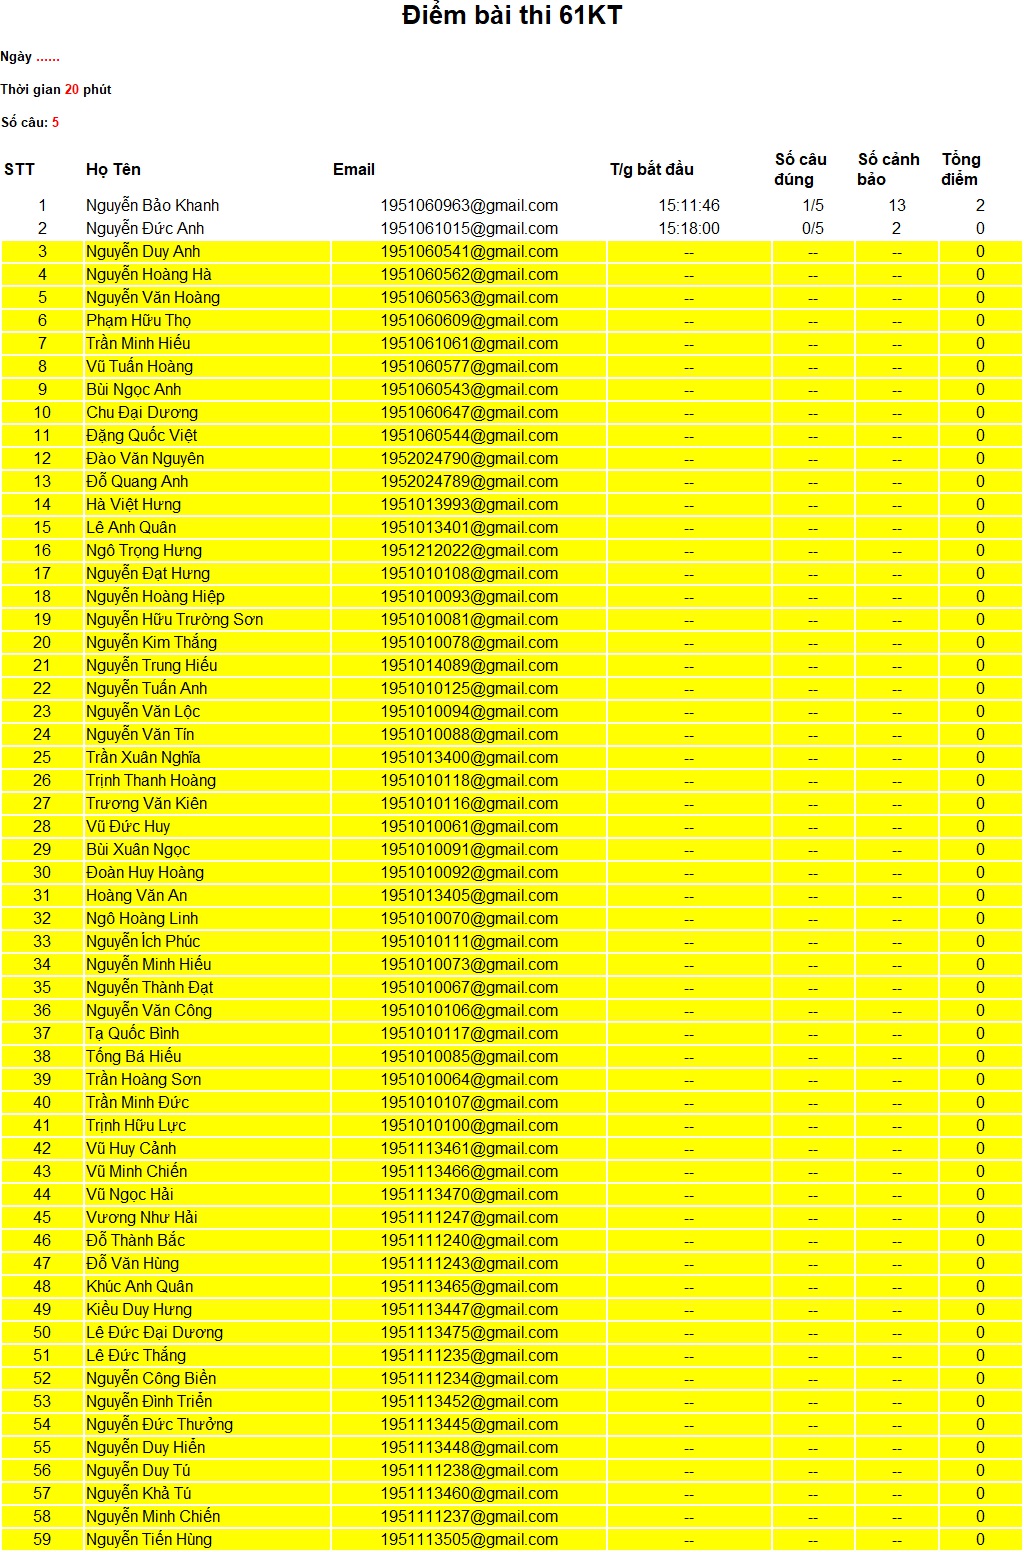 Điểm bài thi 61KT
Ngày ......
Thời gian 20 phút
Số câu: 5
STT Họ Tên Email T/g bắt đầu Số câu đúng Số cảnh bảo Tổng điểm
1 Nguyễn Bảo Khanh 1951060963@gmail.com 15:11:46 1/5 13 2
2 Nguyễn Đức Anh 1951061015@gmail.com 15:18:00 0/5 2 0
3 Nguyễn Duy Anh 1951060541@gmail.com -- -- -- 0
4 Nguyễn Hoàng Hà 1951060562@gmail.com -- -- -- 0
5 Nguyễn Văn Hoàng 1951060563@gmail.com -- -- -- 0
6 Phạm Hữu Thọ 1951060609@gmail.com -- -- -- 0
7 Trần Minh Hiếu 1951061061@gmail.com -- -- -- 0
8 Vũ Tuấn Hoàng 1951060577@gmail.com -- -- -- 0
9 Bùi Ngọc Anh 1951060543@gmail.com -- -- -- 0
10 Chu Đại Dương 1951060647@gmail.com -- -- -- 0
11 Đặng Quốc Việt 1951060544@gmail.com -- -- -- 0
12 Đào Văn Nguyên 1952024790@gmail.com -- -- -- 0
13 Đỗ Quang Anh 1952024789@gmail.com -- -- -- 0
14 Hà Việt Hưng 1951013993@gmail.com -- -- -- 0
15 Lê Anh Quân 1951013401@gmail.com -- -- -- 0
16 Ngô Trọng Hưng 1951212022@gmail.com -- -- -- 0
17 Nguyễn Đạt Hưng 1951010108@gmail.com -- -- -- 0
18 Nguyễn Hoàng Hiệp 1951010093@gmail.com -- -- -- 0
19 Nguyễn Hữu Trường Sơn 1951010081@gmail.com -- -- -- 0
20 Nguyễn Kim Thắng 1951010078@gmail.com -- -- -- 0
21 Nguyễn Trung Hiếu 1951014089@gmail.com -- -- -- 0
22 Nguyễn Tuấn Anh 1951010125@gmail.com -- -- -- 0
23 Nguyễn Văn Lộc 1951010094@gmail.com -- -- -- 0
24 Nguyễn Văn Tín 1951010088@gmail.com -- -- -- 0
25 Trần Xuân Nghĩa 1951013400@gmail.com -- -- -- 0
26 Trịnh Thanh Hoàng 1951010118@gmail.com -- -- -- 0
27 Trương Văn Kiên 1951010116@gmail.com -- -- -- 0
28 Vũ Đức Huy 1951010061@gmail.com -- -- -- 0
29 Bùi Xuân Ngọc 1951010091@gmail.com -- -- -- 0
30 Đoàn Huy Hoàng 1951010092@gmail.com -- -- -- 0
31 Hoàng Văn An 1951013405@gmail.com -- -- -- 0
32 Ngô Hoàng Linh 1951010070@gmail.com -- -- -- 0
33 Nguyễn Ích Phúc 1951010111@gmail.com -- -- -- 0
34 Nguyễn Minh Hiếu 1951010073@gmail.com -- -- -- 0
35 Nguyễn Thành Đạt 1951010067@gmail.com -- -- -- 0
36 Nguyễn Văn Công 1951010106@gmail.com -- -- -- 0
37 Tạ Quốc Bình 1951010117@gmail.com -- -- -- 0
38 Tống Bá Hiếu 1951010085@gmail.com -- -- -- 0
39 Trần Hoàng Sơn 1951010064@gmail.com -- -- -- 0
40 Trần Minh Đức 1951010107@gmail.com -- -- -- 0
41 Trịnh Hữu Lực 1951010100@gmail.com -- -- -- 0
42 Vũ Huy Cảnh 1951113461@gmail.com -- -- -- 0
43 Vũ Minh Chiến 1951113466@gmail.com -- -- -- 0
44 Vũ Ngọc Hải 1951113470@gmail.com -- -- -- 0
45 Vương Như Hải 1951111247@gmail.com -- -- -- 0
46 Đỗ Thành Bắc 1951111240@gmail.com -- -- -- 0
47 Đỗ Văn Hùng 1951111243@gmail.com -- -- -- 0
48 Khúc Anh Quân 1951113465@gmail.com -- -- -- 0
49 Kiều Duy Hưng 1951113447@gmail.com -- -- -- 0
50 Lê Đức Đại Dương 1951113475@gmail.com -- -- -- 0
51 Lê Đức Thắng 1951111235@gmail.com -- -- -- 0
52 Nguyễn Công Biền 1951111234@gmail.com -- -- -- 0
53 Nguyễn Đình Triển 1951113452@gmail.com -- -- -- 0
54 Nguyễn Đức Thưởng 1951113445@gmail.com -- -- -- 0
55 Nguyễn Duy Hiển 1951113448@gmail.com -- -- -- 0
56 Nguyễn Duy Tú 1951111238@gmail.com -- -- -- 0
57 Nguyễn Khả Tú 1951113460@gmail.com -- -- -- 0
58 Nguyễn Minh Chiến 1951111237@gmail.com -- -- -- 0
59 Nguyễn Tiến Hùng 1951113505@gmail.com -- -- -- 0